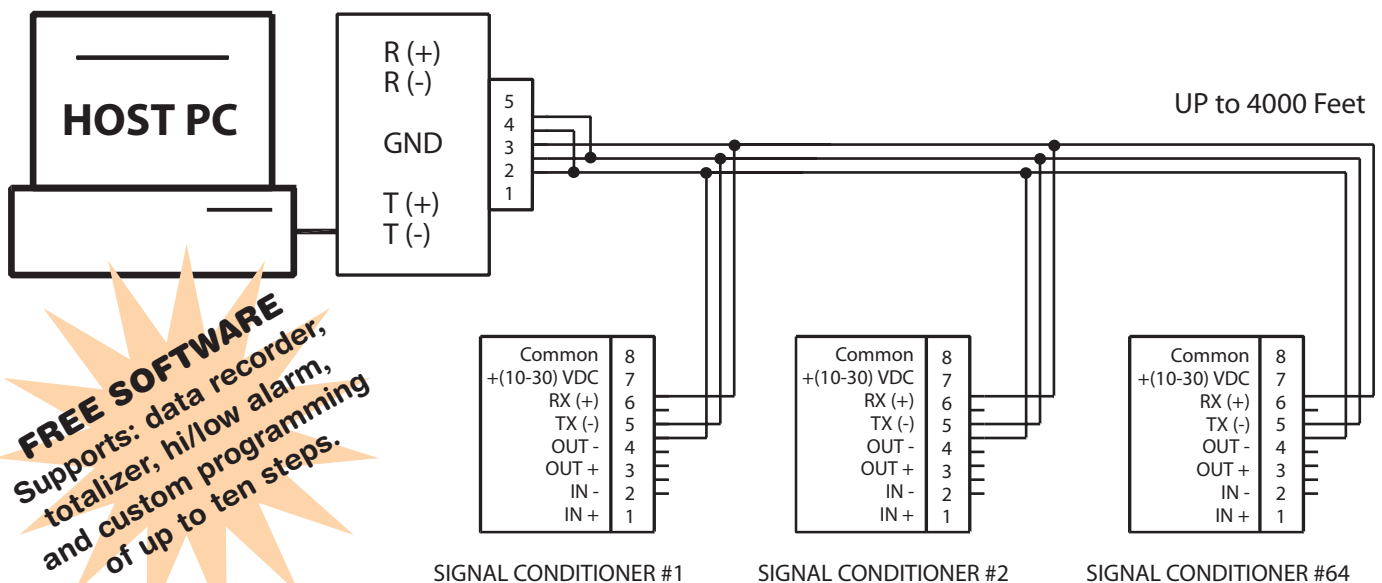 HOST PC
R (+)
R (-)
GND
T (+)
T (-)
5
4
3
2
1
UP to 4000 Feet
FREE SOFTWARE
Supports: data recorder,
totalizer, hi/low alarm,
and custom programming
of up to ten steps.
Common 8
+(10-30) VDC 7
RX (+) 6
TX (-) 5
OUT - 4
OUT + 3
IN - 2
IN + 1
SIGNAL CONDITIONER #1
Common 8
+(10-30) VDC 7
RX (+) 6
TX (-) 5
OUT - 4
OUT + 3
IN - 2
IN + 1
SIGNAL CONDITIONER #2
Common 8
+(10-30) VDC 7
RX (+) 6
TX (-) 5
OUT - 4
OUT + 3
IN - 2
IN + 1
SIGNAL CONDITIONER #64